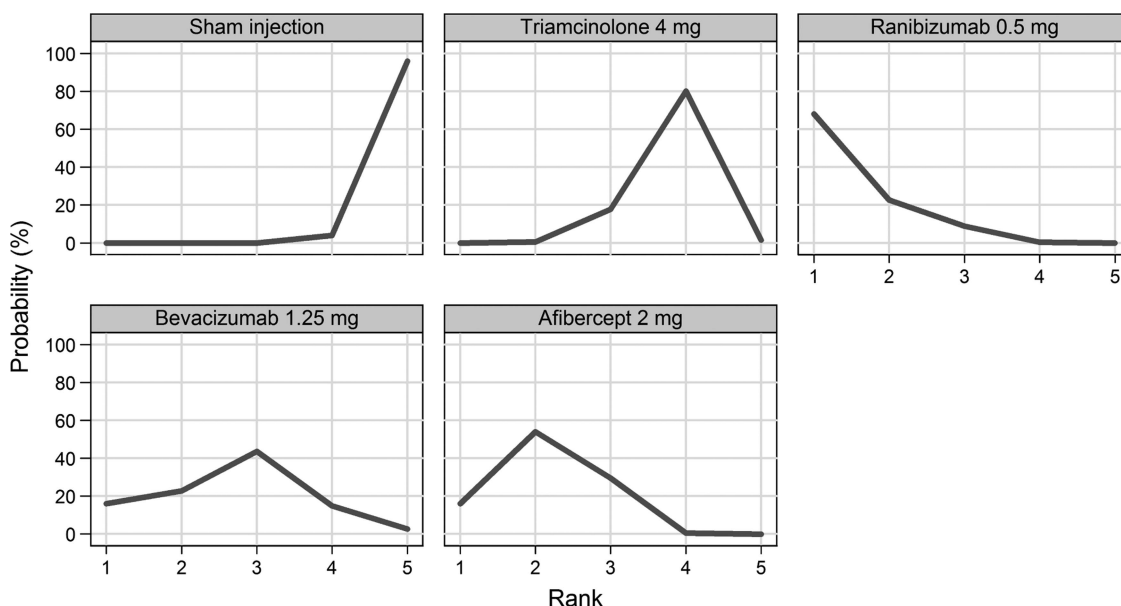 Sham injection
Triamcinolone 4 mg
Ranibizumab 0.5 mg
100
80
60
40
20
0
1 2 3 4 5
Bevacizumab 1.25 mg
Afibercept 2 mg
100
80
60
40
20
0
1 2 3 4 5
1 2 3 4 5
Probability (%)
Rank